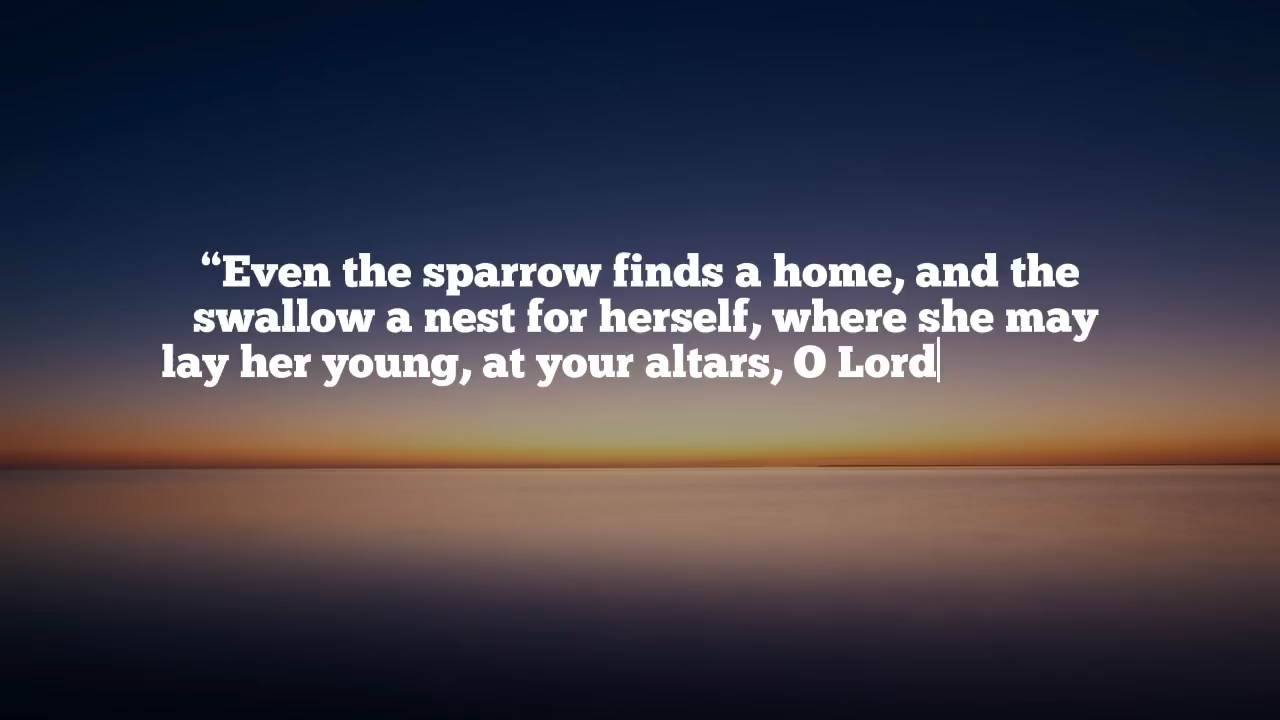 “Even the sparrow finds a home, and the
swallow a nest for herself, where she may
lay her young, at your altars, O Lord